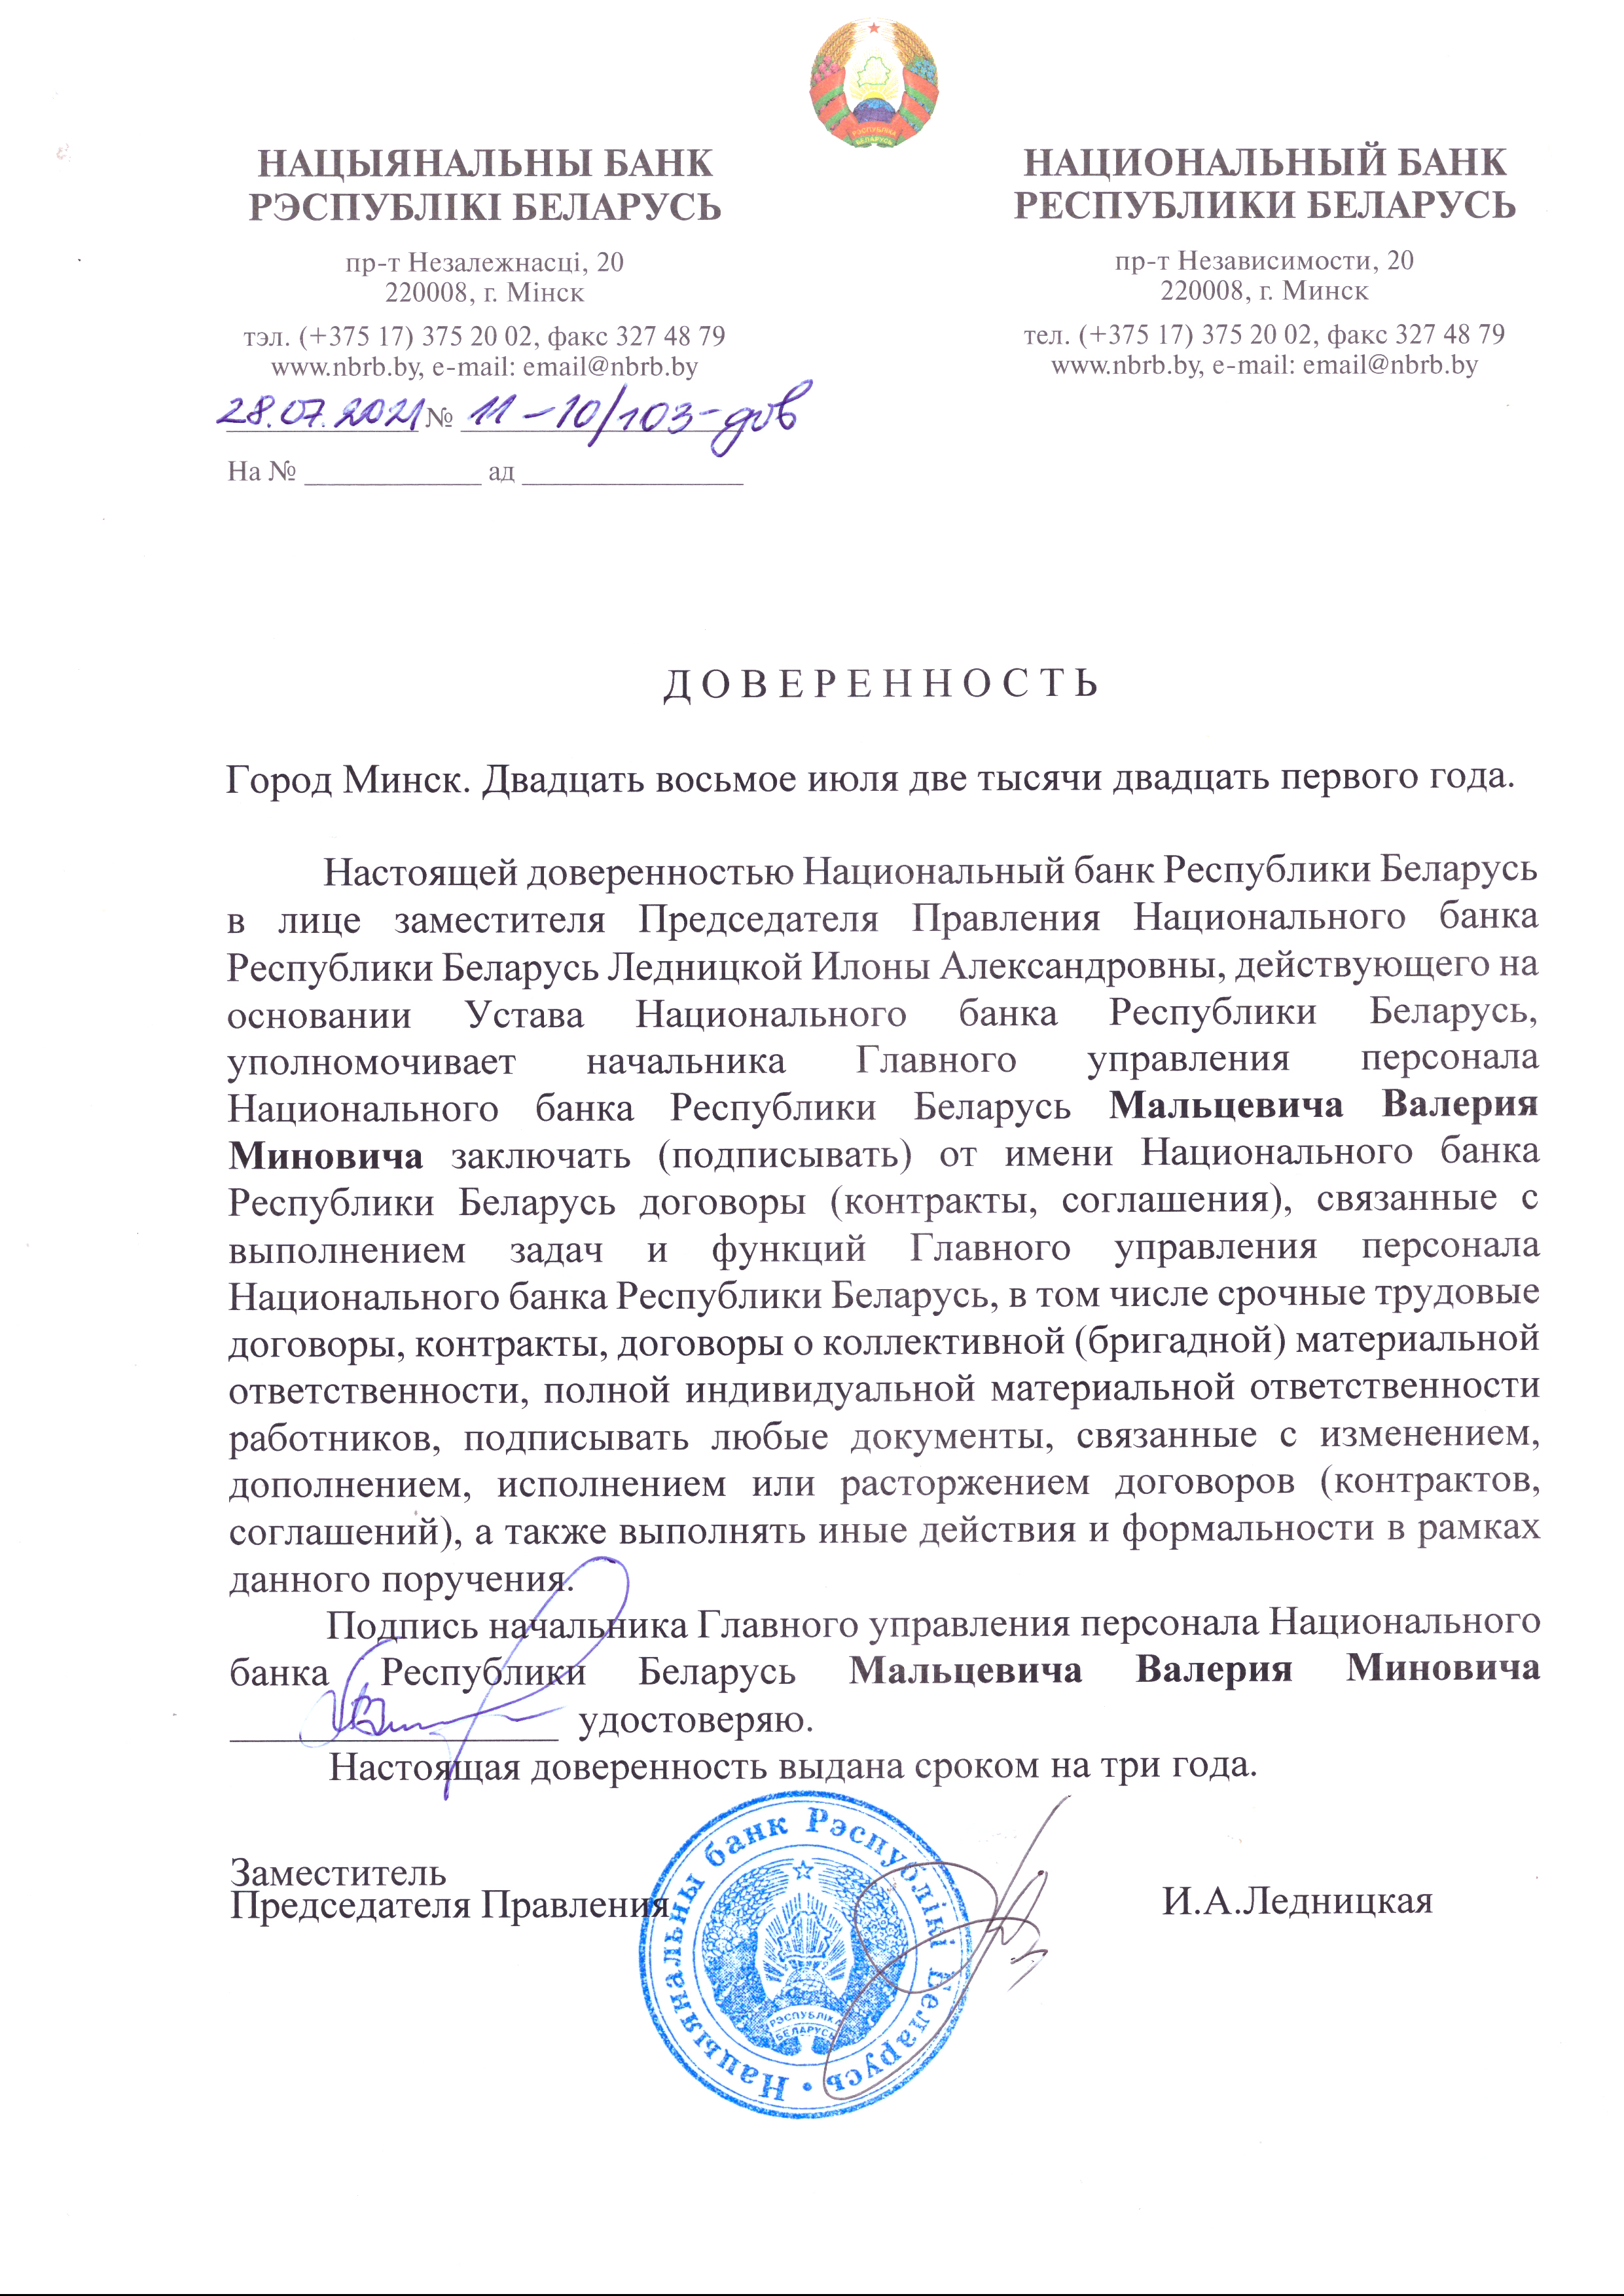 РЭСПУБЛІКА
БЕЛАРУСЬ
НАЦЫЯНАЛЬНЫ БАНК
РЭСПУБЛІКІ БЕЛАРУСЬ
пр-т Незалежнасці, 20
220008, г. Мінск
тэл. (+375 17) 375 20 02, факс 327 48 79
www.nbrb.by, e-mail: email@nbrb.by
НАЦИОНАЛЬНЫЙ БАНК
РЕСПУБЛИКИ БЕЛАРУСЬ
пр-т Независимости, 20
220008, г. Минск
тел. (+375 17) 375 20 02, факс 327 48 79
www.nbrb.by, e-mail: email@nbrb.by
28.07.2021 № 11-10/103-дов
На № ____________ ад _______________
Д О В Е Р Е Н Н О С Т Ь
Город Минск. Двадцать восьмое июля две тысячи двадцать первого года.
Настоящей доверенностью Национальный банк Республики Беларусь
в лице заместителя Председателя Правления Национального банка
Республики Беларусь Ледницкой Илоны Александровны, действующего на
основании Устава Национального банка Республики Беларусь,
уполномочивает начальника Главного управления персонала
Национального банка Республики Беларусь Мальцевича Валерия
Миновича заключать (подписывать) от имени Национального банка
Республики Беларусь договоры (контракты, соглашения), связанные с
выполнением задач и функций Главного управления персонала
Национального банка Республики Беларусь, в том числе срочные трудовые
договоры, контракты, договоры о коллективной (бригадной) материальной
ответственности, полной индивидуальной материальной ответственности
работников, подписывать любые документы, связанные с изменением,
дополнением, исполнением или расторжением договоров (контрактов,
соглашений), а также выполнять иные действия и формальности в рамках
данного поручения.
Подпись начальника Главного управления персонала Национального
банка Республики Беларусь Мальцевича Валерия Миновича
________________ удостоверяю.
Настоящая доверенность выдана сроком на три года.
Заместитель
Председателя Правления
И.А.Ледницкая
Нацыянальны банк Рэспублікі Беларусь •
РЭСПУБЛІКА
БЕЛАРУСЬ